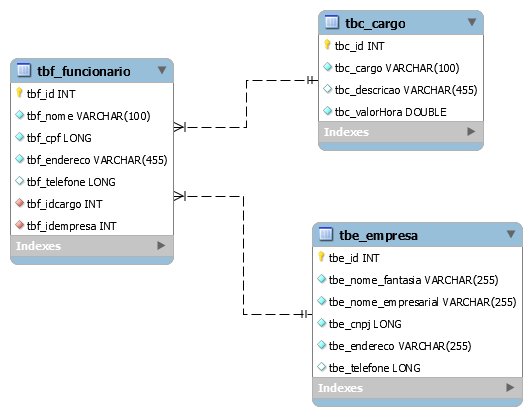 tbf_funcionario
tbf_id INT
tbf_nome VARCHAR(100)
tbf_cpf LONG
tbf_endereco VARCHAR(455)
tbf_telefone LONG
tbf_idcargo INT
tbf_idempresa INT
Indexes
tbc_cargo
tbc_id INT
tbc_cargo VARCHAR(100)
tbc_descricao VARCHAR(455)
tbc_valorHora DOUBLE
Indexes
tbe_empresa
tbe_id INT
tbe_nome_fantasia VARCHAR(255)
tbe_nome_empresarial VARCHAR(255)
tbe_cnpj LONG
tbe_endereco VARCHAR(255)
tbe_telefone LONG
Indexes